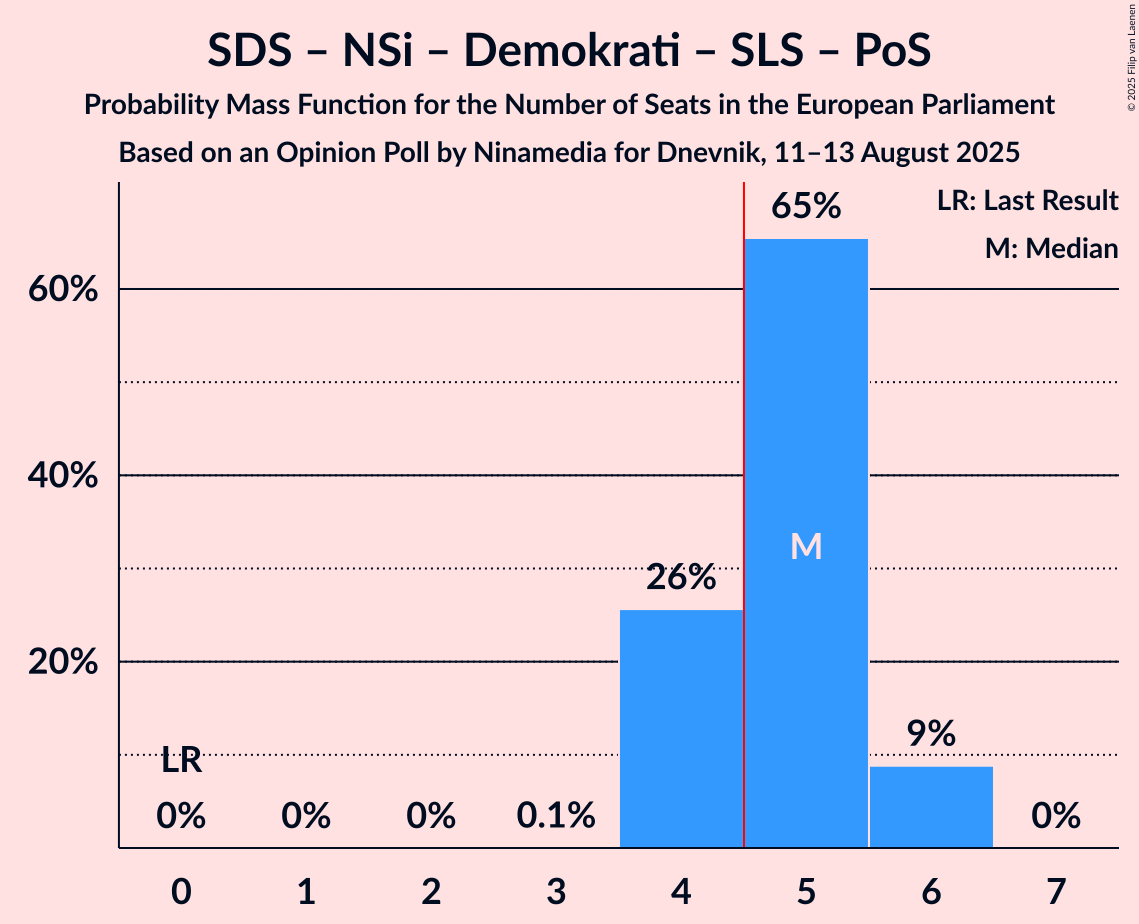 SDS – NSi – Demokrati – SLS – PoS
Probability Mass Function for the Number of Seats in the European Parliament
Based on an Opinion Poll by Ninamedia for Dnevnik, 11–13 August 2025
© 2025 Filip van Laenen
LR: Last Result
M: Median
65%
60%
40%
M
26%
20%
9%
LR
0% 0% 0% 0.1% 0%
0 1 2 3 4 5 6 7